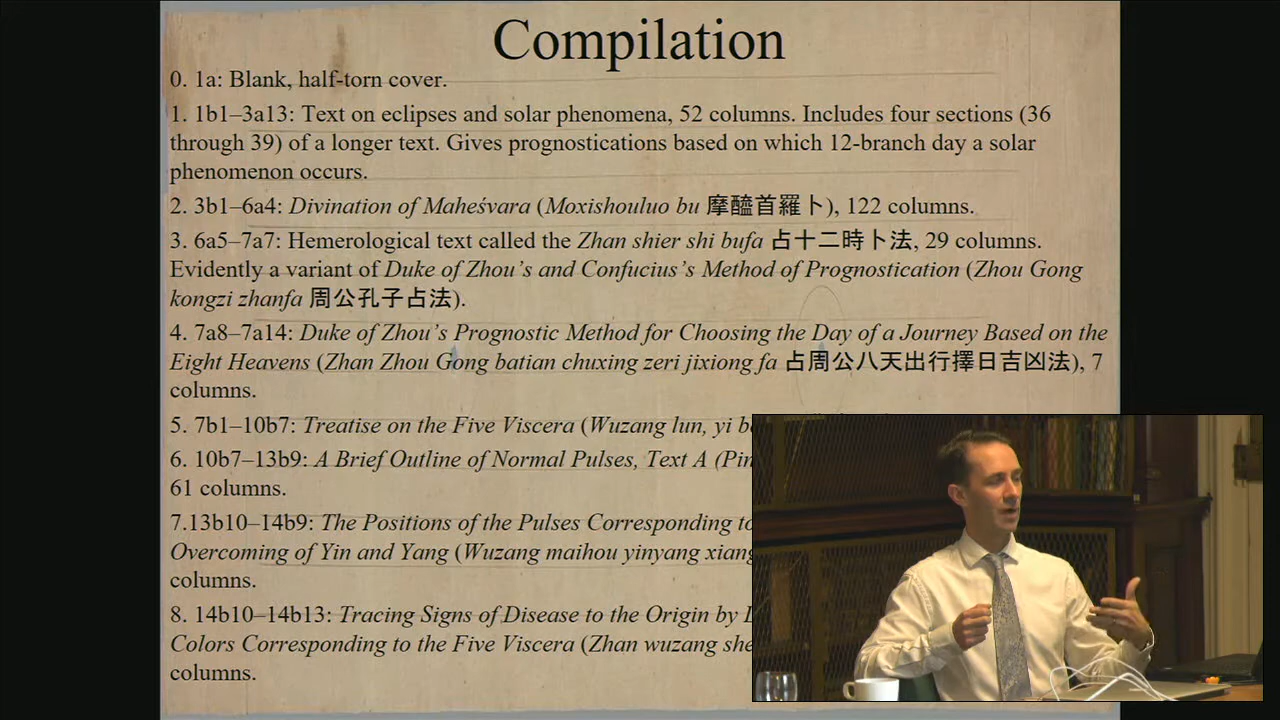 Compilation
0. 1a: Blank, half-torn cover.
1. 1b1–3a13: Text on eclipses and solar phenomena, 52 columns. Includes four sections (36
through 39) of a longer text. Gives prognostications based on which 12-branch day a solar
phenomenon occurs.
2. 3b1–6a4: Divination of Maheśvara (Moxishouluo bu 摩醯首羅卜), 122 columns.
3. 6a5–7a7: Hemerological text called the Zhan shier shi bufa 占十二時卜法, 29 columns.
Evidently a variant of Duke of Zhou's and Confucius's Method of Prognostication (Zhou Gong
kongzi zhanfa 周公孔子占法).
4. 7a8–7a14: Duke of Zhou's Prognostic Method for Choosing the Day of a Journey Based on the
Eight Heavens (Zhan Zhou Gong batian chuxing zeri jixiong fa 占周公八天出行擇日吉凶法), 7
columns.
5. 7b1–10b7: Treatise on the Five Viscera (Wuzang lun, yi
6. 10b7–13b9: A Brief Outline of Normal Pulses, Text A
61 columns.
7.13b10–14b9: The Positions of the Pulses Corresponding to
Overcoming of Yin and Yang (Wuzang maihou yinyang
columns.
8. 14b10–14b13: Tracing Signs of Disease to the Origin by
Colors Corresponding to the Five Viscera (Zhan wuzang
columns.